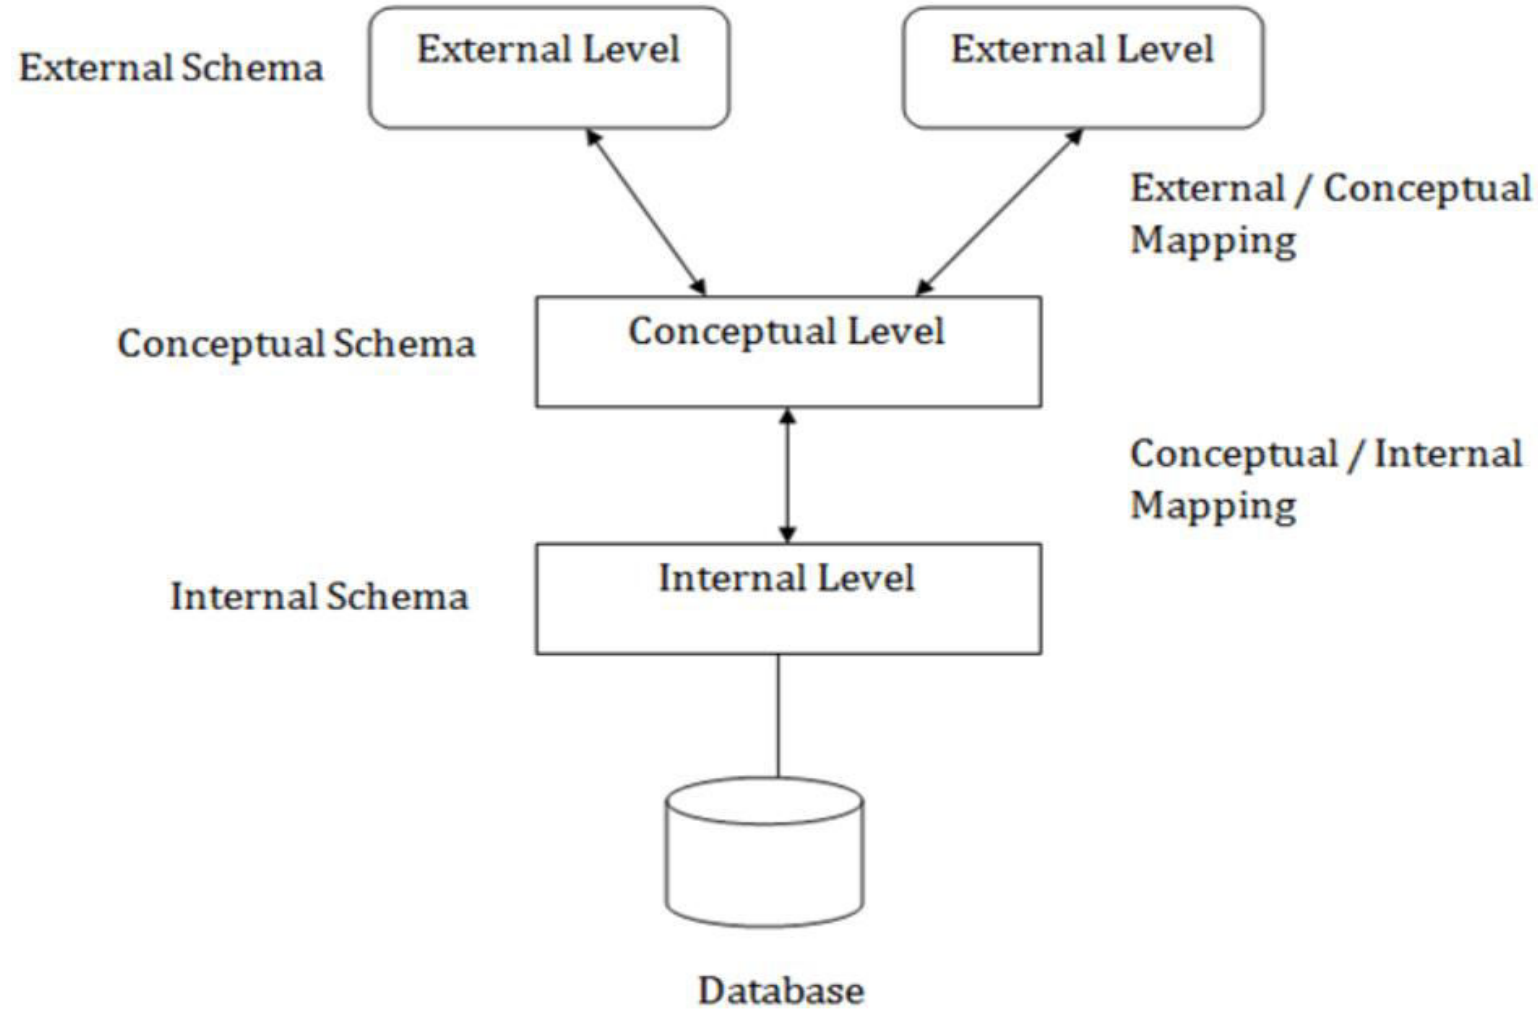 External Schema
External Level
External Level
External / Conceptual
Mapping
Conceptual Schema
Conceptual Level
Conceptual / Internal
Mapping
Internal Schema
Internal Level
Database